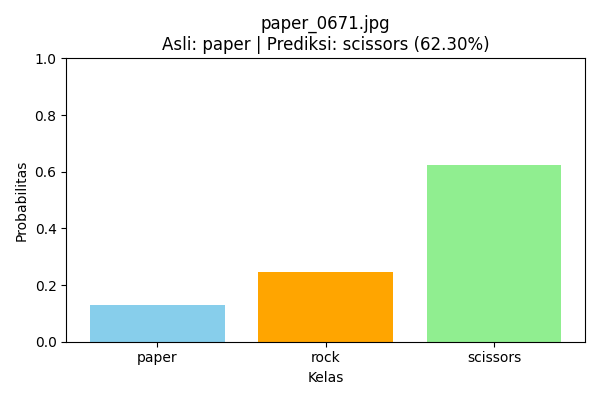 paper_0671.jpg
Asli: paper | Prediksi: scissors (62.30%)
1.0
0.8
0.6
0.4
0.2
0.0
Probabilitas
paper rock scissors
Kelas